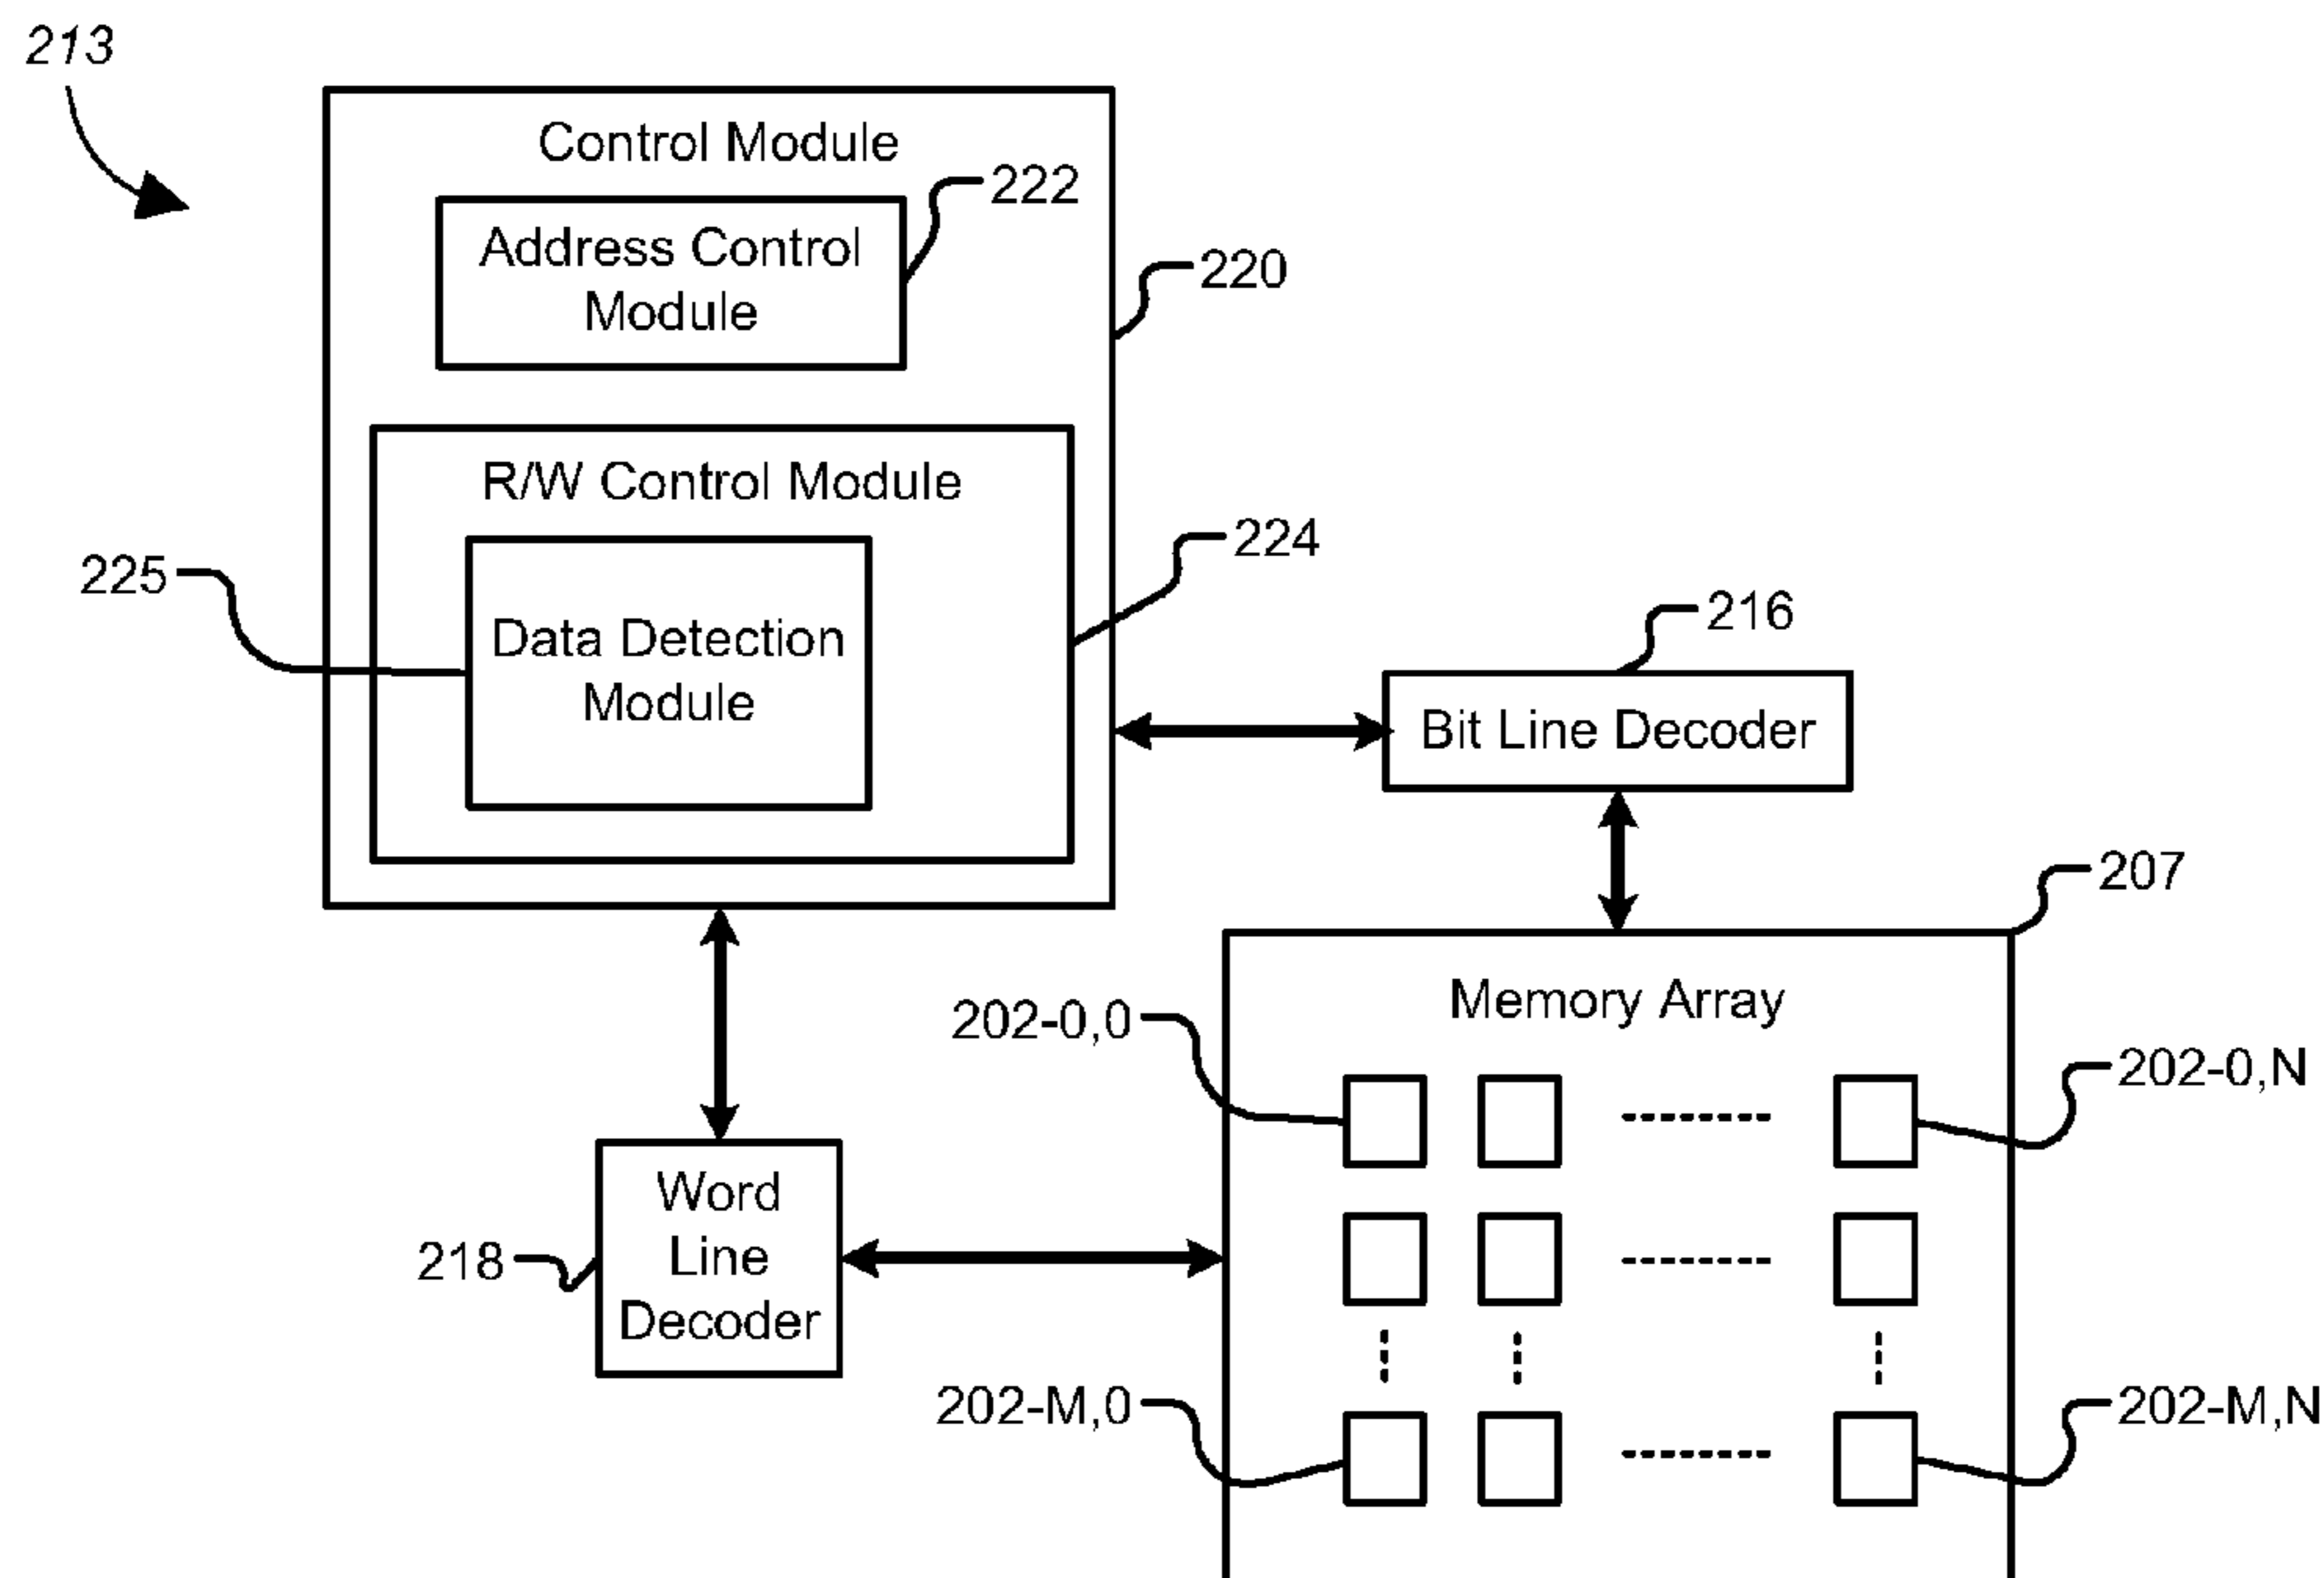 213
Control Module
222
Address Control
Module
220
R/W Control Module
224
225
Data Detection
Module
216
Bit Line Decoder
207
Memory Array
202-0,0
202-0,N
Word
Line
Decoder
218
202-M,0
202-M,N